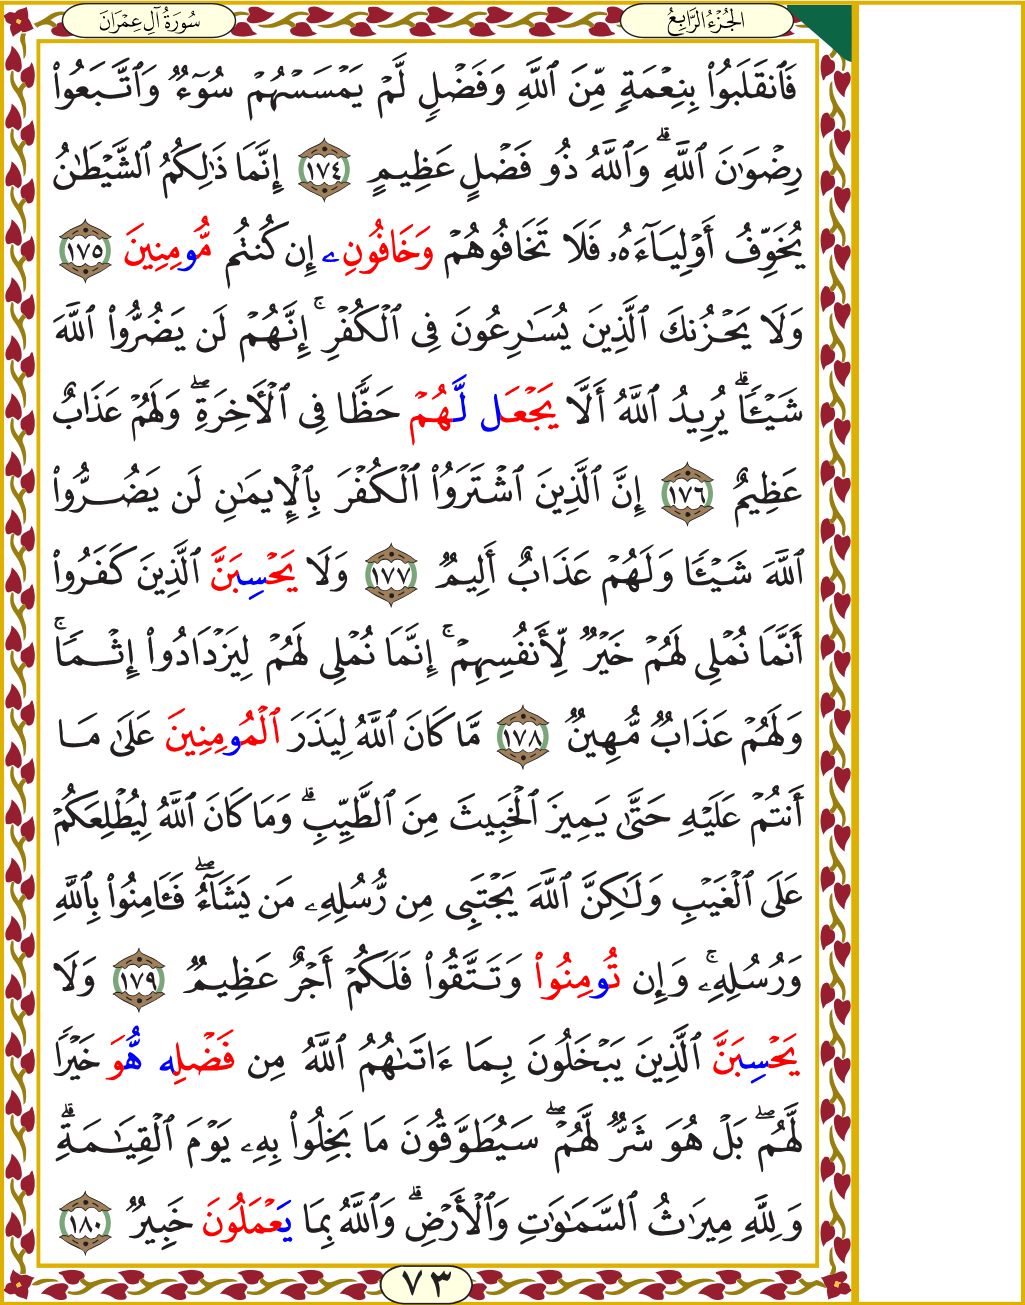 سُورَةُ آلِ عِمْرَانَ
الجُزْءُ الرَّابِعُ
فَٱنقَلَبُوا۟ بِنِعْمَةٍ مِّنَ ٱللَّهِ وَفَضْلٍ لَّمْ يَمْسَسْهُمْ سُوٓءٌ وَٱتَّبَعُوا۟
رِضْوَٰنَ ٱللَّهِ ۗ وَٱللَّهُ ذُو فَضْلٍ عَظِيمٍ ١٧٤ إِنَّمَا ذَٰلِكُمُ ٱلشَّيْطَٰنُ
يُخَوِّفُ أَوْلِيَآءَهُۥ فَلَا تَخَافُوهُمْ وَخَافُونِۦ إِن كُنتُم مُّومِنِينَ ١٧٥
وَلَا يَحْزُنكَ ٱلَّذِينَ يُسَٰرِعُونَ فِى ٱلْكُفْرِ ۚ إِنَّهُمْ لَن يَضُرُّوا۟ ٱللَّهَ
شَيْـًٔا ۗ يُرِيدُ ٱللَّهُ أَلَّا يَجْعَل لَّهُمْ حَظًّا فِى ٱلْـَٔاخِرَةِ ۖ وَلَهُمْ عَذَابٌ
عَظِيمٌ ١٧٦ إِنَّ ٱلَّذِينَ ٱشْتَرَوُا۟ ٱلْكُفْرَ بِٱلْإِيمَٰنِ لَن يَضُرُّوا۟
ٱللَّهَ شَيْـًٔا وَلَهُمْ عَذَابٌ أَلِيمٌ ١٧٧ وَلَا يَحْسِبَنَّ ٱلَّذِينَ كَفَرُوا۟
أَنَّمَا نُمْلِى لَهُمْ خَيْرٌ لِّأَنفُسِهِمْ ۚ إِنَّمَا نُمْلِى لَهُمْ لِيَزْدَادُوا۟ إِثْمًا ۚ
وَلَهُمْ عَذَابٌ مُّهِينٌ ١٧٨ مَّا كَانَ ٱللَّهُ لِيَذَرَ ٱلْمُومِنِينَ عَلَىٰ مَا
أَنتُمْ عَلَيْهِ حَتَّىٰ يَمِيزَ ٱلْخَبِيثَ مِنَ ٱلطَّيِّبِ ۗ وَمَا كَانَ ٱللَّهُ لِيُطْلِعَكُمْ
عَلَى ٱلْغَيْبِ وَلَٰكِنَّ ٱللَّهَ يَجْتَبِى مِن رُّسُلِهِۦ مَن يَشَآءُ ۖ فَـَٔامِنُوا۟ بِٱللَّهِ
وَرُسُلِهِۦ ۚ وَإِن تُومِنُوا۟ وَتَتَّقُوا۟ فَلَكُمْ أَجْرٌ عَظِيمٌ ١٧٩ وَلَا
يَحْسِبَنَّ ٱلَّذِينَ يَبْخَلُونَ بِمَا ءَاتَىٰهُمُ ٱللَّهُ مِن فَضْلِه هُّوَ خَيْرًا
لَّهُم ۖ بَلْ هُوَ شَرٌّ لَّهُمْ ۖ سَيُطَوَّقُونَ مَا بَخِلُوا۟ بِهِۦ يَوْمَ ٱلْقِيَٰمَةِ ۗ
وَلِلَّهِ مِيرَٰثُ ٱلسَّمَٰوَٰتِ وَٱلْأَرْضِ ۗ وَٱللَّهُ بِمَا يَعْمَلُونَ خَبِيرٌ ١٨٠
٧٣